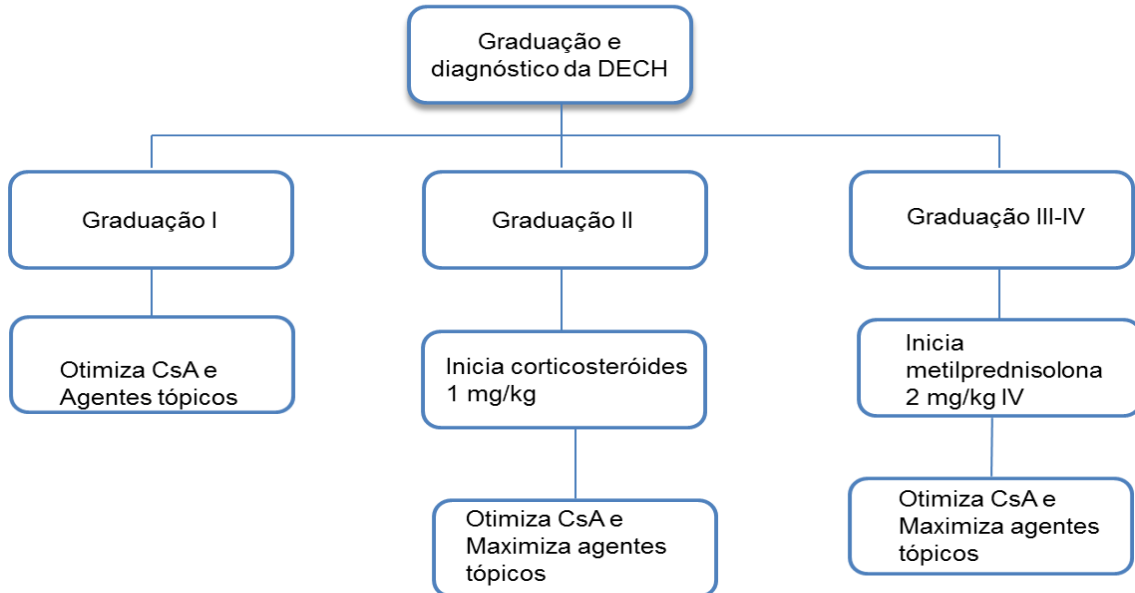 Graduação e
diagnóstico da DECH
Graduação I
Graduação II
Graduação III-IV
Otimiza CsA e
Agentes tópicos
Inicia corticosteróides
1 mg/kg
Inicia
metilprednisolona
2 mg/kg IV
Otimiza CsA e
Maximiza agentes
tópicos
Otimiza CsA e
Maximiza agentes
tópicos